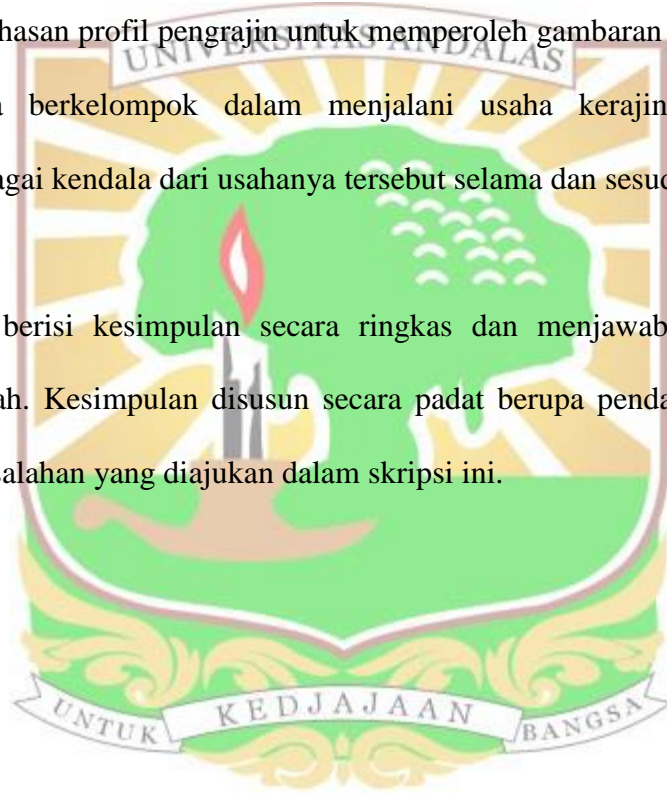 hasan profil pengrajin untuk memperoleh gambaran
UNIVERSITAS ANDALAS
berkelompok dalam menjalani usaha kerajin
agai kendala dari usahanya tersebut selama dan sesud
berisi kesimpulan secara ringkas dan menjawab
ah. Kesimpulan disusun secara padat berupa penda
salahan yang diajukan dalam skripsi ini.
UNTUK KEDJAJAAN BANGSA